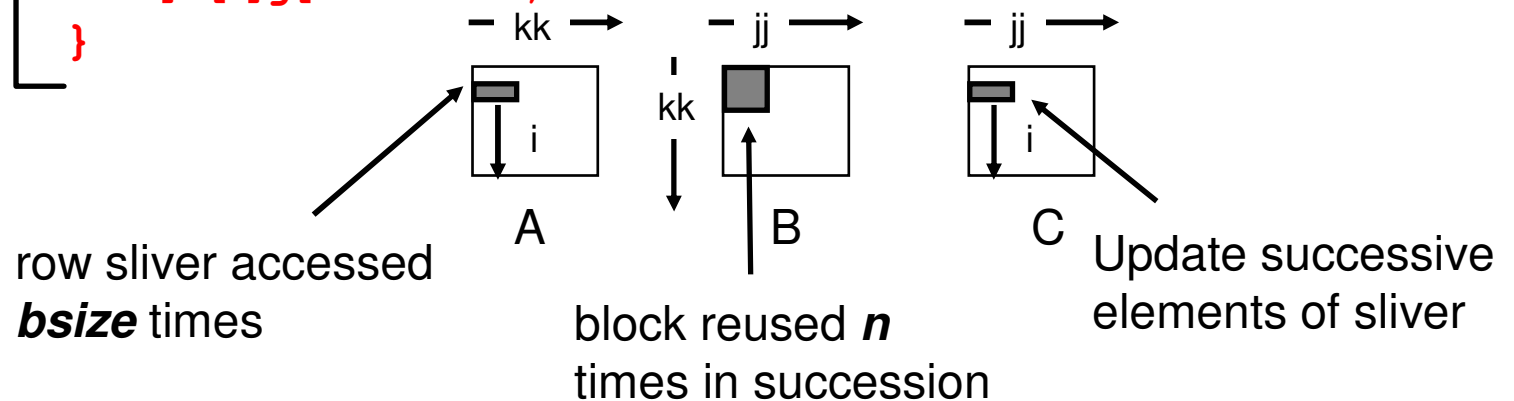 }
kk jj jj
kk
i i
A B C
row sliver accessed
bsize times
block reused n
times in succession
Update successive
elements of sliver